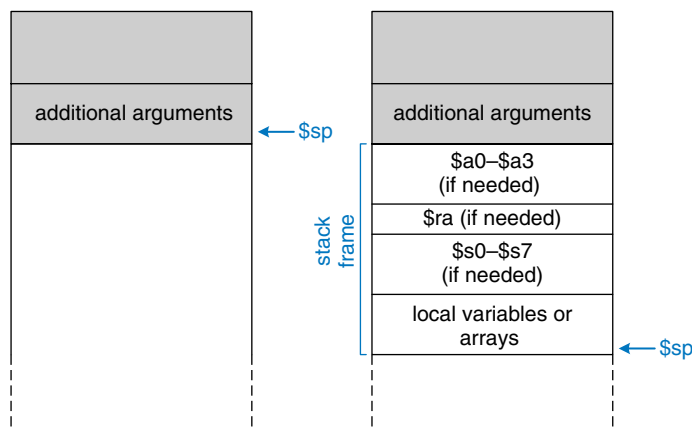 additional arguments
$sp
additional arguments
$a0–$a3
(if needed)
$ra (if needed)
$s0–$s7
(if needed)
local variables or
arrays
stack
frame
$sp